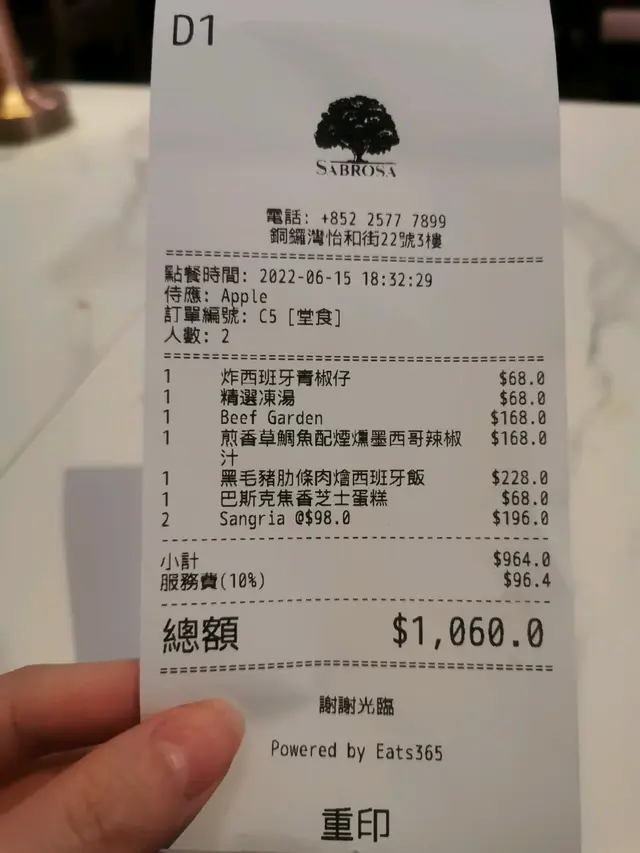 D1
SABROSA
電話: +852 2577 7899
銅鑼灣怡和街22號3樓
點餐時間: 2022-06-15 18:32:29
侍應: Apple
訂單編號: C5 [堂食]
人數: 2
1 炸西班牙青椒仔 $68.0
1 精選凍湯 $68.0
1 Beef Garden $168.0
1 煎香草鯛魚配煙燻墨西哥辣椒 $168.0
汁
1 黑毛豬肋條肉燴西班牙飯 $228.0
1 巴斯克焦香芝士蛋糕 $68.0
2 Sangria @$98.0 $196.0
小計 $964.0
服務費(10%) $96.4
總額 $1,060.0
謝謝光臨
Powered by Eats365
重印